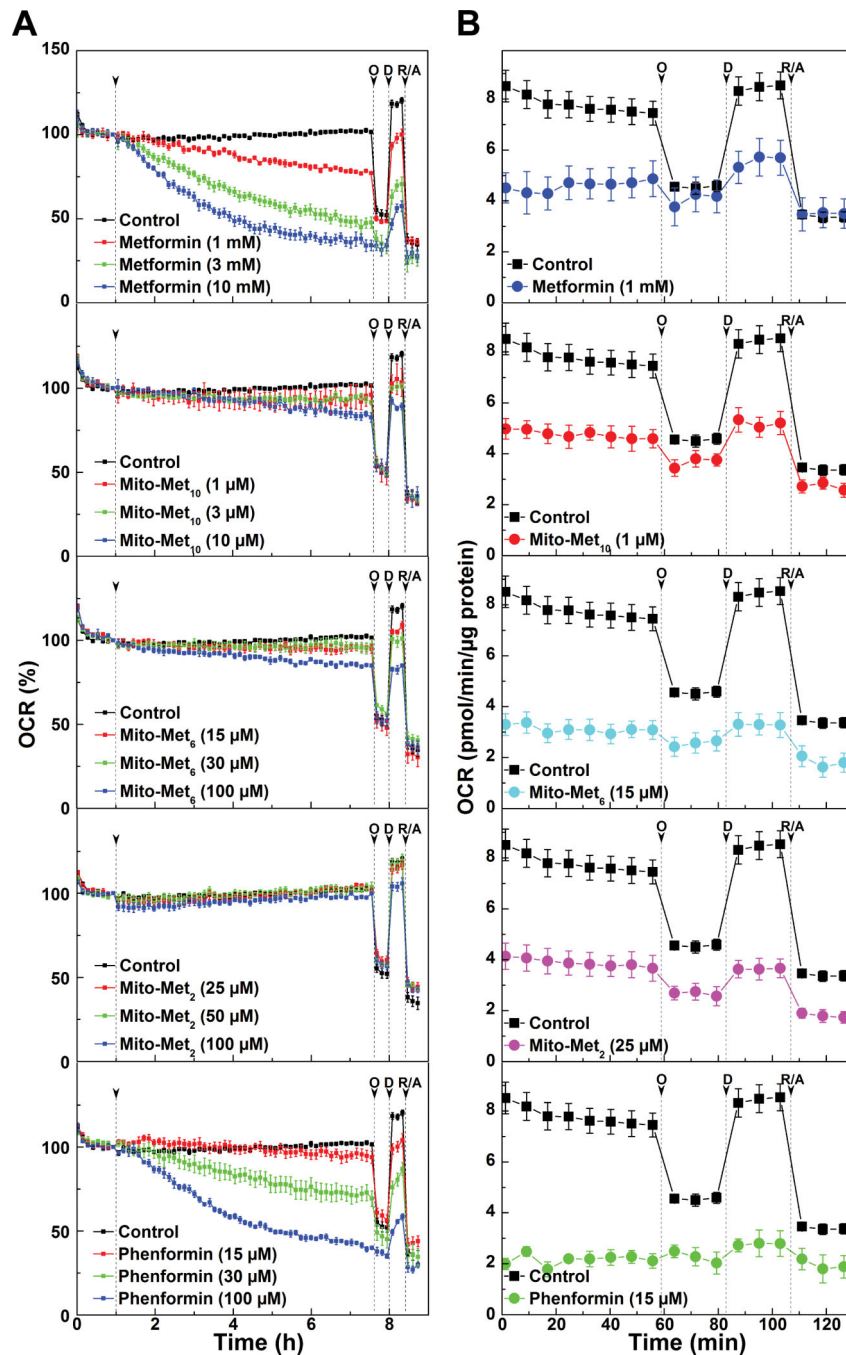 A
B
O D R/A
150
100
50
0
Control
Metformin (1 mM)
Metformin (3 mM)
Metformin (10 mM)
O D R/A
8
6
4
2
0
Control
Metformin (1 mM)
O D R/A
100
50
0
Control
Mito-Met₁₀ (1 µM)
Mito-Met₁₀ (3 µM)
Mito-Met₁₀ (10 µM)
O D R/A
8
6
4
2
0
Control
Mito-Met₁₀ (1 µM)
OCR (%)
O D R/A
100
50
0
Control
Mito-Met₆ (15 µM)
Mito-Met₆ (30 µM)
Mito-Met₆ (100 µM)
OCR (pmol/min/µg protein)
O D R/A
8
6
4
2
0
Control
Mito-Met₆ (15 µM)
O D R/A
100
50
0
Control
Mito-Met₂ (25 µM)
Mito-Met₂ (50 µM)
Mito-Met₂ (100 µM)
O D R/A
8
6
4
2
0
Control
Mito-Met₂ (25 µM)
O D R/A
100
50
0
Control
Phenformin (15 µM)
Phenformin (30 µM)
Phenformin (100 µM)
0 2 4 6 8
Time (h)
O D R/A
8
6
4
2
0
Control
Phenformin (15 µM)
0 20 40 60 80 100 120
Time (min)